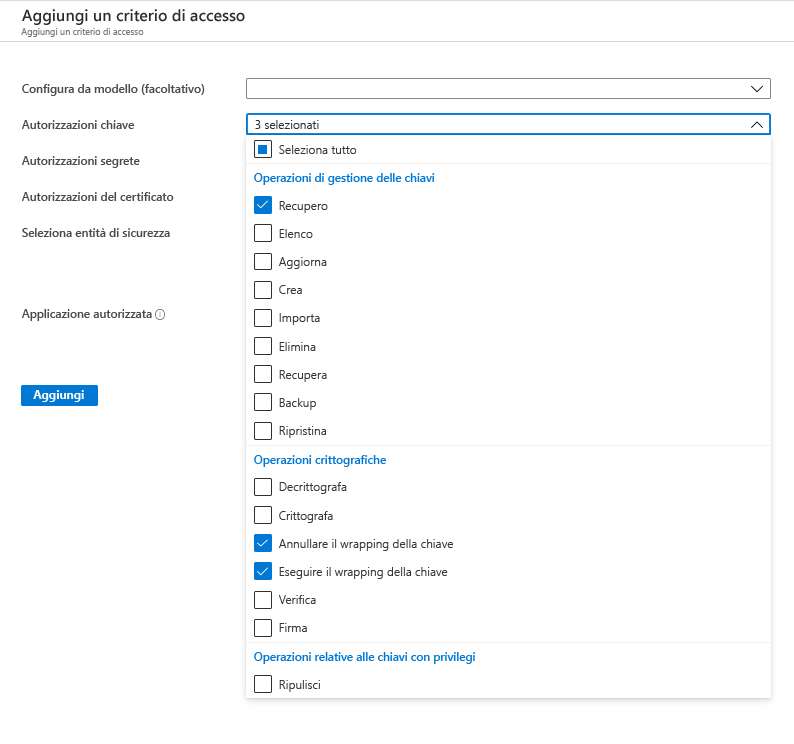 Aggiungi un criterio di accesso
Aggiungi un criterio di accesso
Configura da modello (facoltativo)
Autorizzazioni chiave
3 selezionati
Seleziona tutto
Autorizzazioni segrete
Autorizzazioni del certificato
Seleziona entità di sicurezza
Applicazione autorizzata
Aggiungi
Operazioni di gestione delle chiavi
Recupero
Elenco
Aggiorna
Crea
Importa
Elimina
Recupera
Backup
Ripristina
Operazioni crittografiche
Decrittografa
Crittografa
Annullare il wrapping della chiave
Eseguire il wrapping della chiave
Verifica
Firma
Operazioni relative alle chiavi con privilegi
Ripulisci